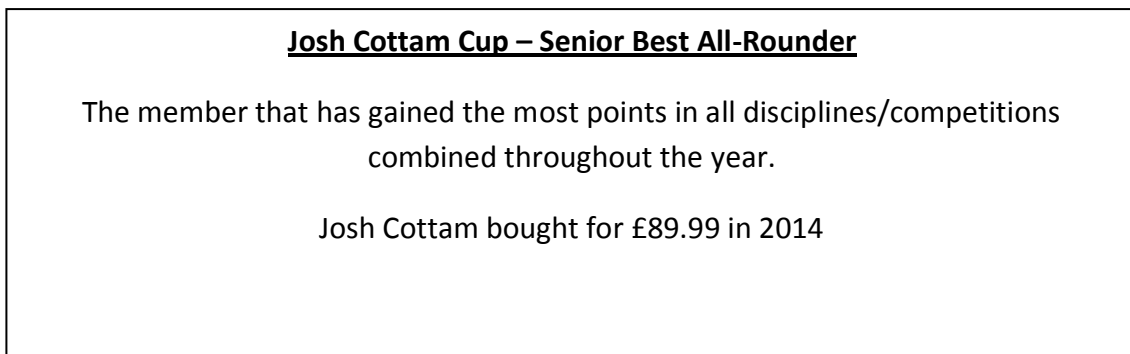 Josh Cottam Cup – Senior Best All-Rounder
The member that has gained the most points in all disciplines/competitions
combined throughout the year.
Josh Cottam bought for £89.99 in 2014